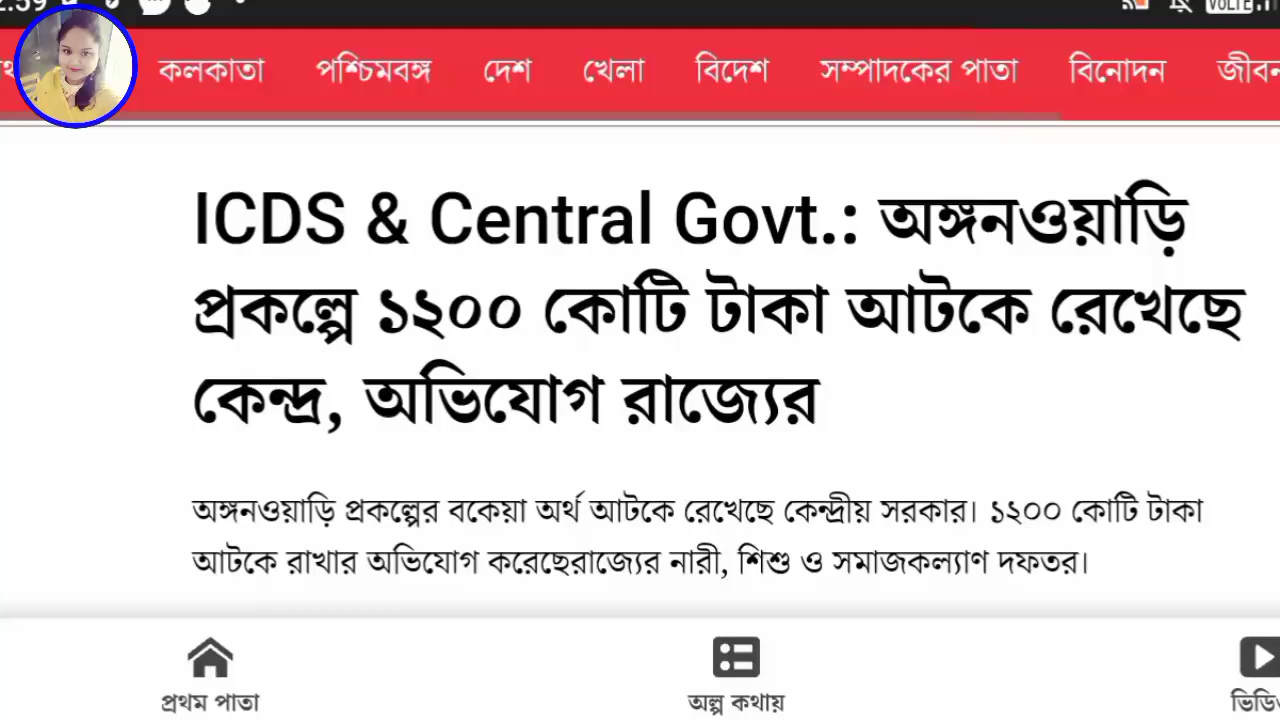 কলকাতা পশ্চিমবঙ্গ দেশ খেলা বিদেশ সম্পাদকের পাতা বিনোদন
ICDS & Central Govt.: অঙ্গনওয়াড়ি
প্রকল্পে ১২০০ কোটি টাকা আটকে রেখেছে
কেন্দ্র, অভিযোগ রাজ্যের
অঙ্গনওয়াড়ি প্রকল্পের বকেয়া অর্থ আটকে রেখেছে কেন্দ্রীয় সরকার। ১২০০ কোটি টাকা
আটকে রাখার অভিযোগ করেছেরাজ্যের নারী, শিশু ও সমাজকল্যাণ দফতর।
প্রথম পাতা অল্প কথায়